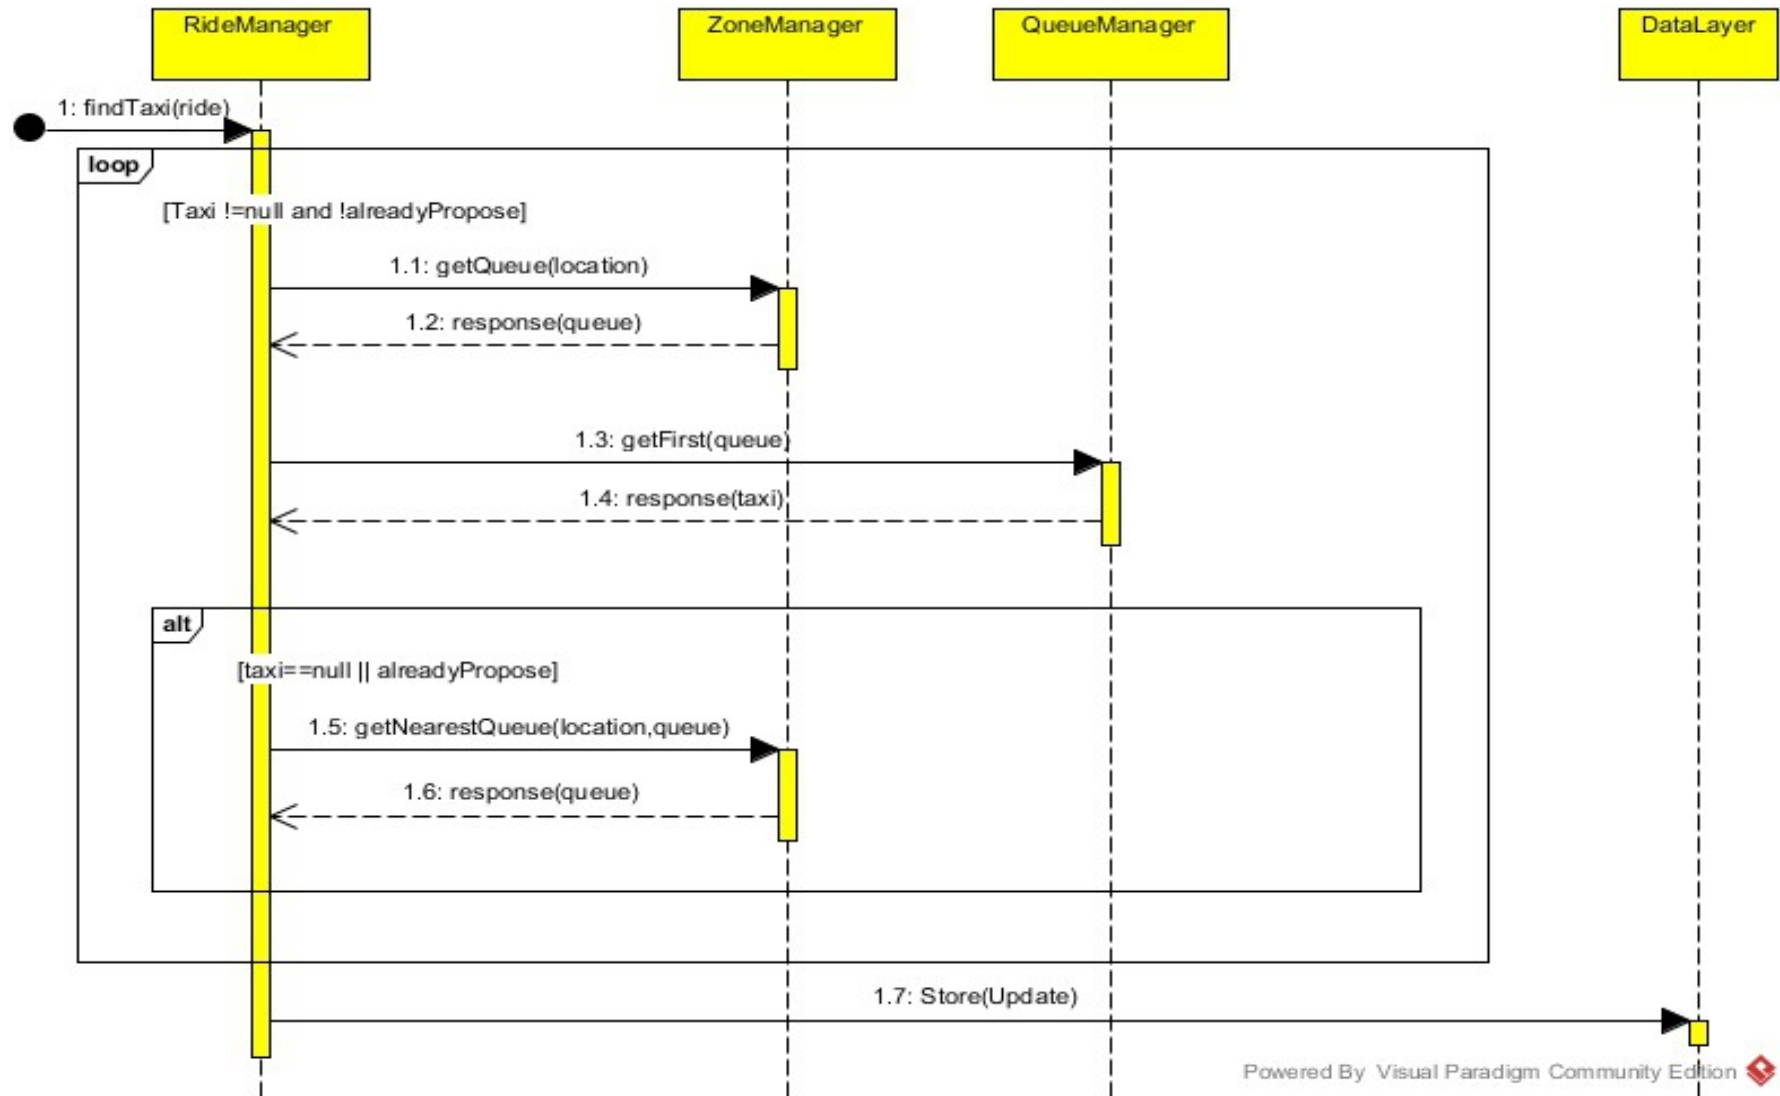 RideManager
ZoneManager
QueueManager
DataLayer
1: findTaxi(ride)
loop
[Taxi !=null and !alreadyPropose]
1.1: getQueue(location)
1.2: response(queue)
1.3: getFirst(queue)
1.4: response(taxi)
alt
[taxi==null || alreadyPropose]
1.5: getNearestQueue(location,queue)
1.6: response(queue)
1.7: Store(Update)
Powered By Visual Paradigm Community Edition